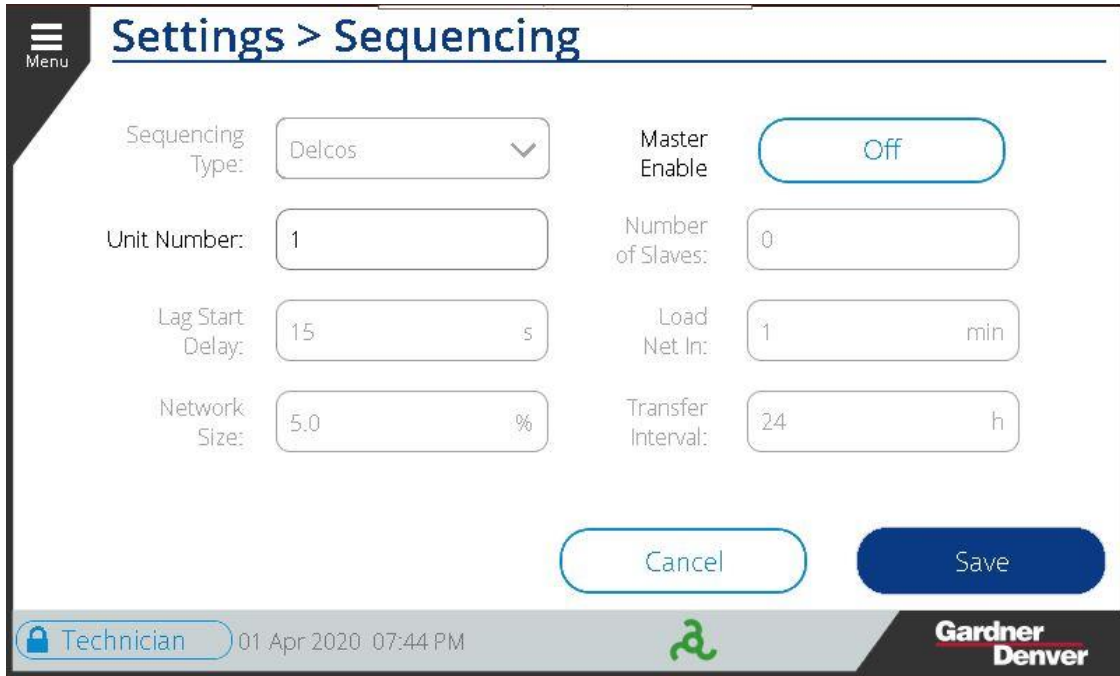 Menu
Settings > Sequencing
Sequencing
Type:
Delcos
Master
Enable
Off
Unit Number:
1
Number
of Slaves:
0
Lag Start
Delay:
15 s
Load
Net In:
1 min
Network
Size:
5.0 %
Transfer
Interval:
24 h
Cancel
Save
Technician
01 Apr 2020 07:44 PM
Gardner
Denver